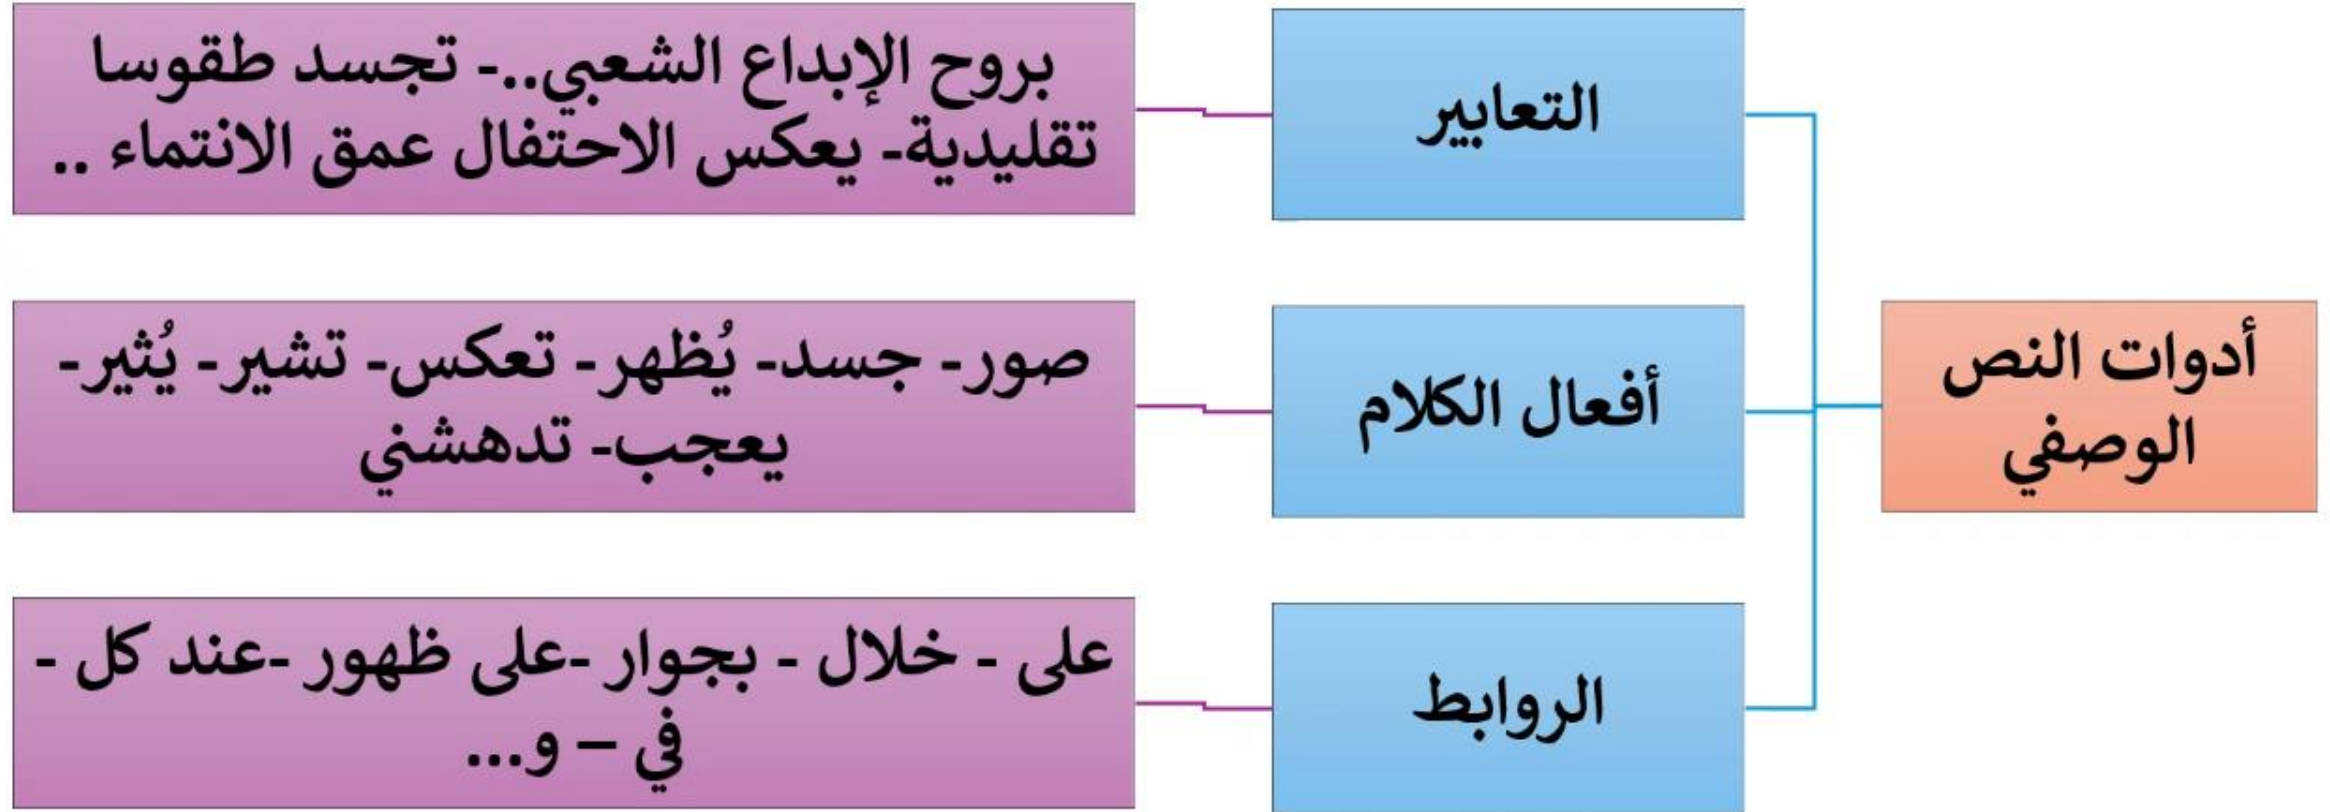 أدوات النص
الوصفي
التعابير
بروح الإبداع الشعبي..- تجسد طقوسا
تقليدية- يعكس الاحتفال عمق الانتماء ..
أفعال الكلام
صور- جسد- يُظهر- تعكس- تشير- يُثير-
يعجب- تدهشني
الروابط
على - خلال - بجوار -على ظهور -عند كل -
في – و...